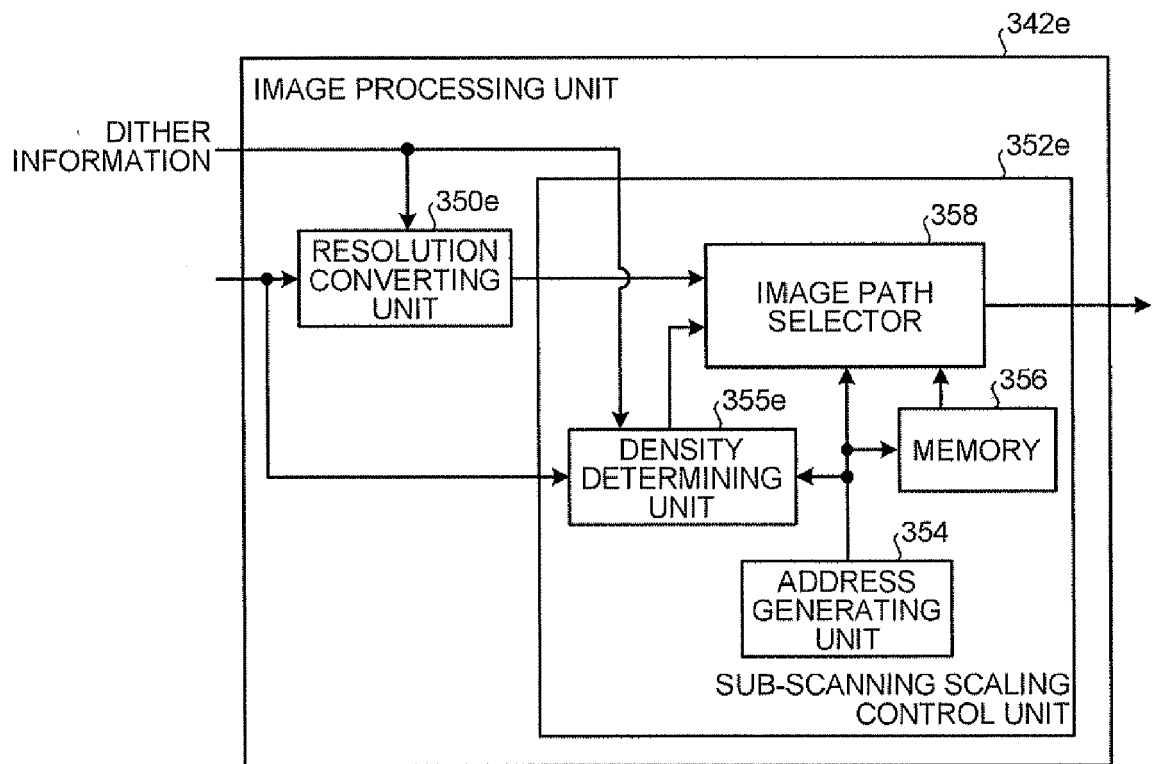 342e
IMAGE PROCESSING UNIT
DITHER
INFORMATION
352e
350e
RESOLUTION
CONVERTING
UNIT
358
IMAGE PATH
SELECTOR
356
MEMORY
355e
DENSITY
DETERMINING
UNIT
354
ADDRESS
GENERATING
UNIT
SUB-SCANNING SCALING
CONTROL UNIT